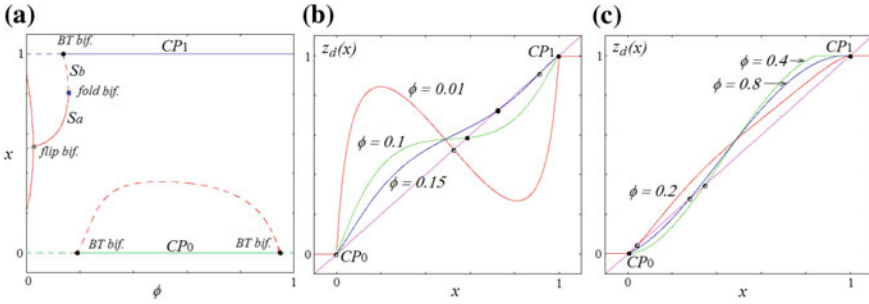 (a)
BT bif.
CP1
1
Sb
fold bif.
Sa
x
flip bif.
BT bif.
CP0
BT bif.
0
0
ϕ
1
(b)
z_d(x)
CP1
1
ϕ = 0.01
ϕ = 0.1
ϕ = 0.15
0
CP0
0
x
1
(c)
z_d(x)
CP1
1
ϕ = 0.4
ϕ = 0.8
ϕ = 0.2
0
CP0
0
x
1